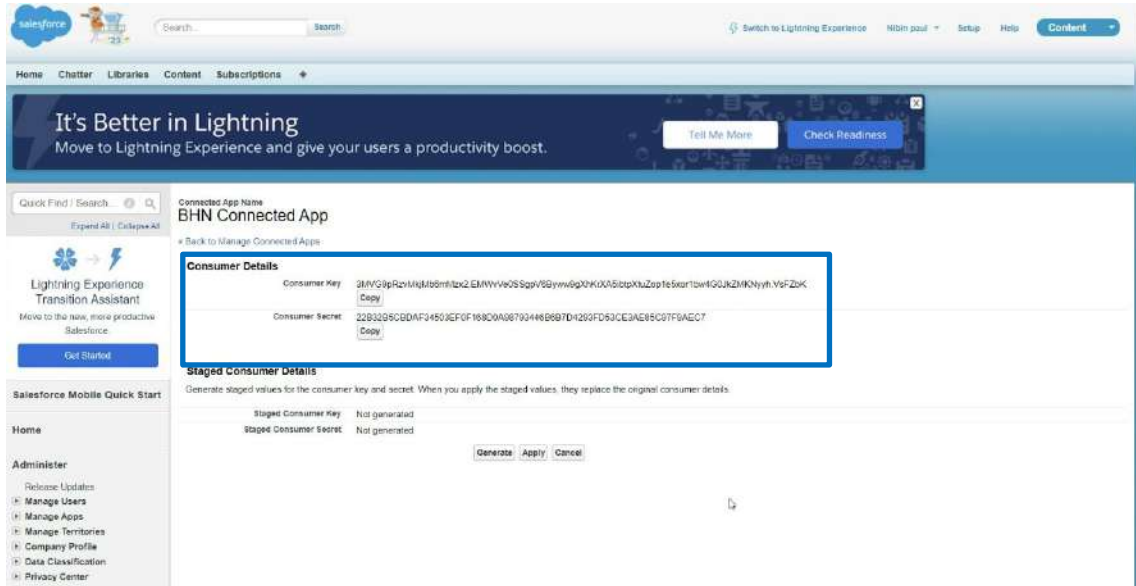 salesforce
'23
Search...
Search
Switch to Lightning Experience
Nibin paul
Setup
Help
Content
Home Chatter Libraries Content Subscriptions +
It's Better in Lightning
Move to Lightning Experience and give your users a productivity boost.
Tell Me More
Check Readiness
X
Quick Find / Search...
Expand All | Collapse All
Lightning Experience
Transition Assistant
Move to the new, more productive
Salesforce
Get Started
Salesforce Mobile Quick Start
Home
Administer
Release Updates
Manage Users
Manage Apps
Manage Territories
Company Profile
Data Classification
Privacy Center
Connected App Name
BHN Connected App
« Back to Manage Connected Apps
Consumer Details
Consumer Key
Copy
Consumer Secret
Copy
Staged Consumer Details
Generate staged values for the consumer key and secret. When you apply the staged values, they replace the original consumer details.
Staged Consumer Key Not generated
Staged Consumer Secret Not generated
Generate Apply Cancel